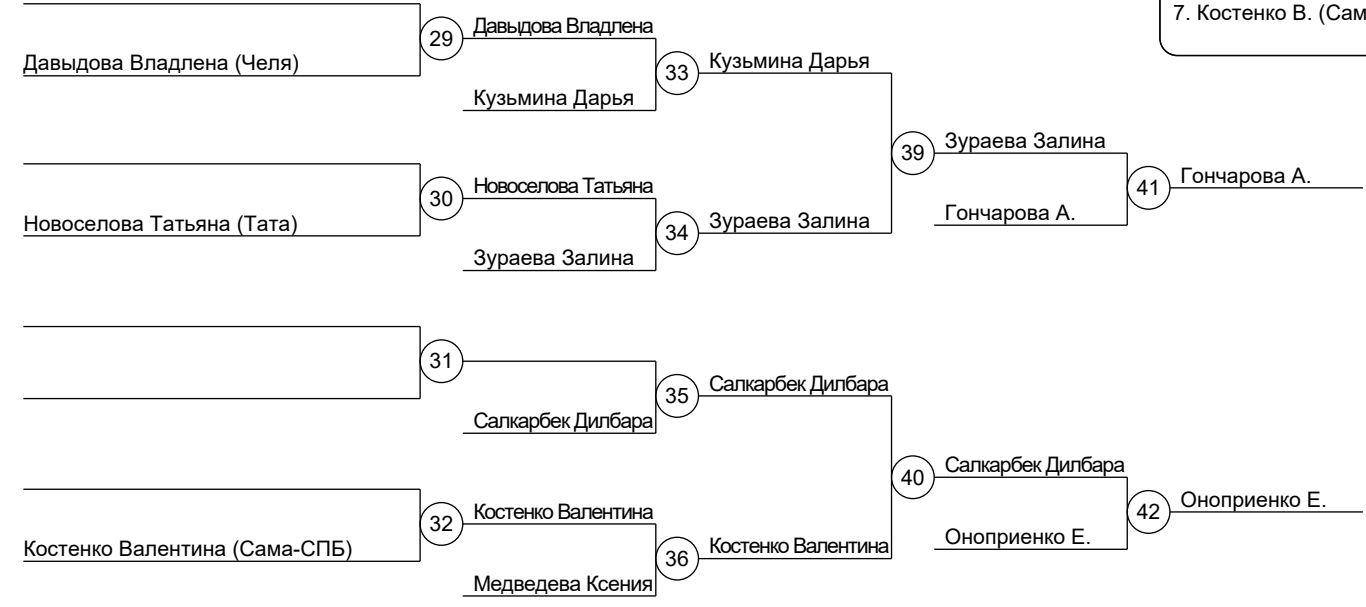 7. Костенко В. (Сам
29
Давыдова Владлена
Давыдова Владлена (Челя)
33
Кузьмина Дарья
Кузьмина Дарья
39
Зураева Залина
30
Новоселова Татьяна
Новоселова Татьяна (Тата)
34
Зураева Залина
Зураева Залина
41
Гончарова А.
Гончарова А.
31
35
Салкарбек Дилбара
Салкарбек Дилбара
40
Салкарбек Дилбара
32
Костенко Валентина
Костенко Валентина (Сама-СПБ)
36
Костенко Валентина
Медведева Ксения
42
Оноприенко Е.
Оноприенко Е.